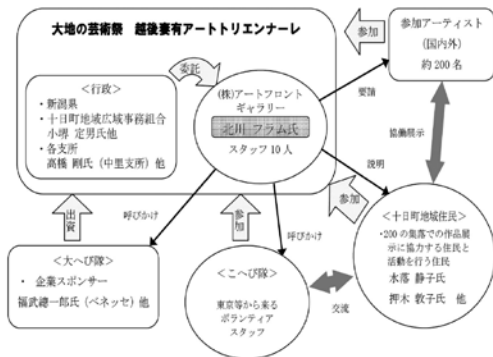 大地の芸術祭　越後妻有アートトリエンナーレ
<行政>
・新潟県
・十日町地域広域事務組合
小堺 定男氏他
・各支所
高橋 剛氏（中里支所）他
委託
(株)アートフロント
ギャラリー
北川 フラム氏
スタッフ10人
参加
参加アーティスト
(国内外)
約200名
要請
協働展示
説明
参加
出資
呼びかけ
参加
呼びかけ
<大へび隊>
・ 企業スポンサー
福武總一郎氏（ベネッセ）他
<こへび隊>
東京等から来る
ボランティア
スタッフ
交流
<十日町地域住民>
・200の集落での作品展
示に協力する住民と
活動を行う住民
水落 静子氏
押木 敦子氏　他